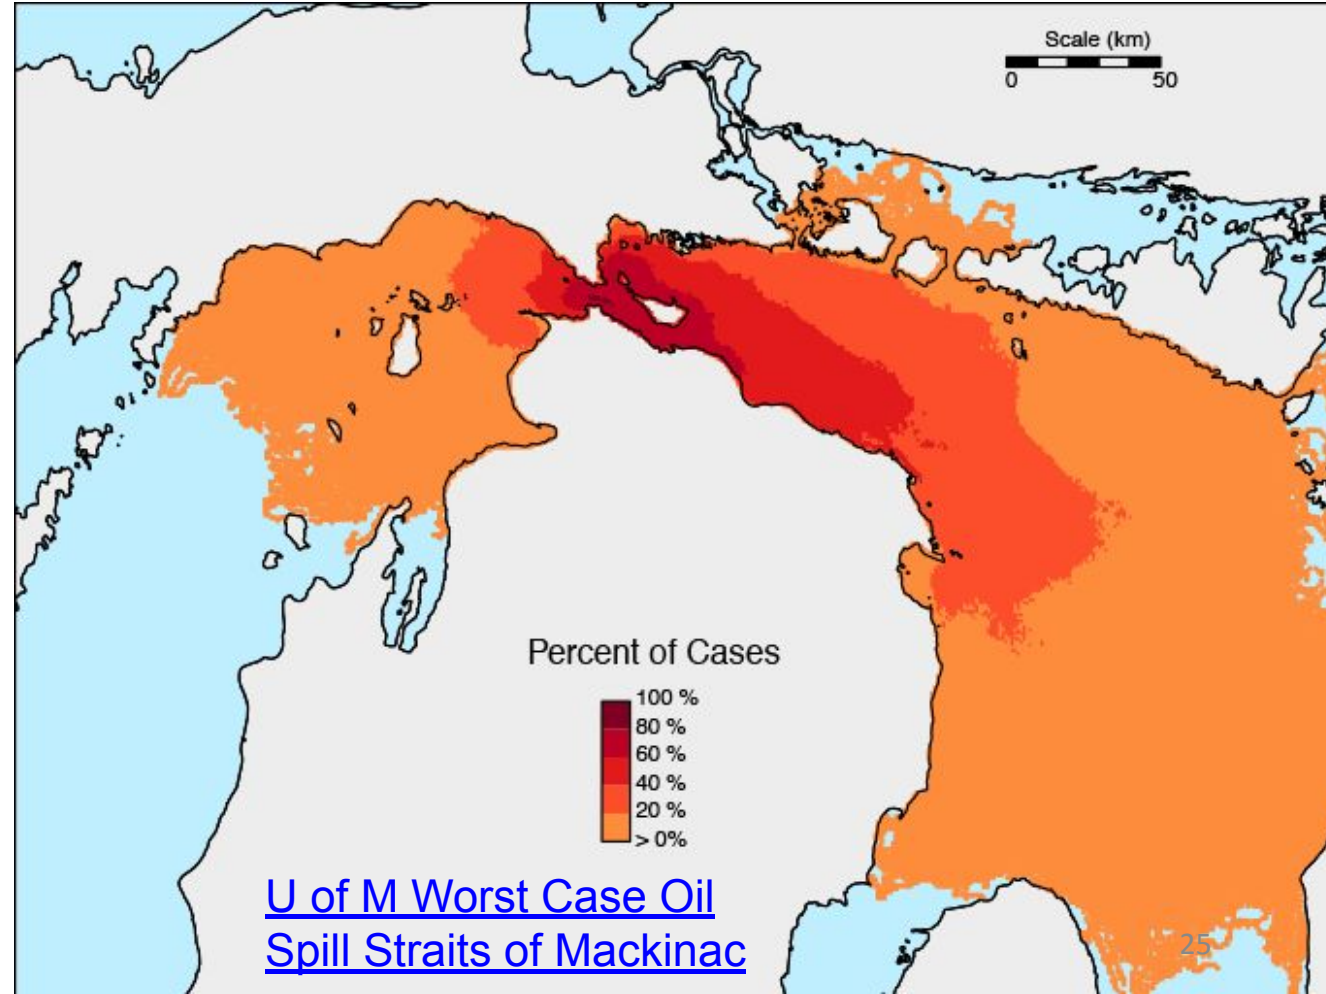 Scale (km)
0 50
Percent of Cases
100 %
80 %
60 %
40 %
20 %
> 0%
U of M Worst Case Oil
Spill Straits of Mackinac
25